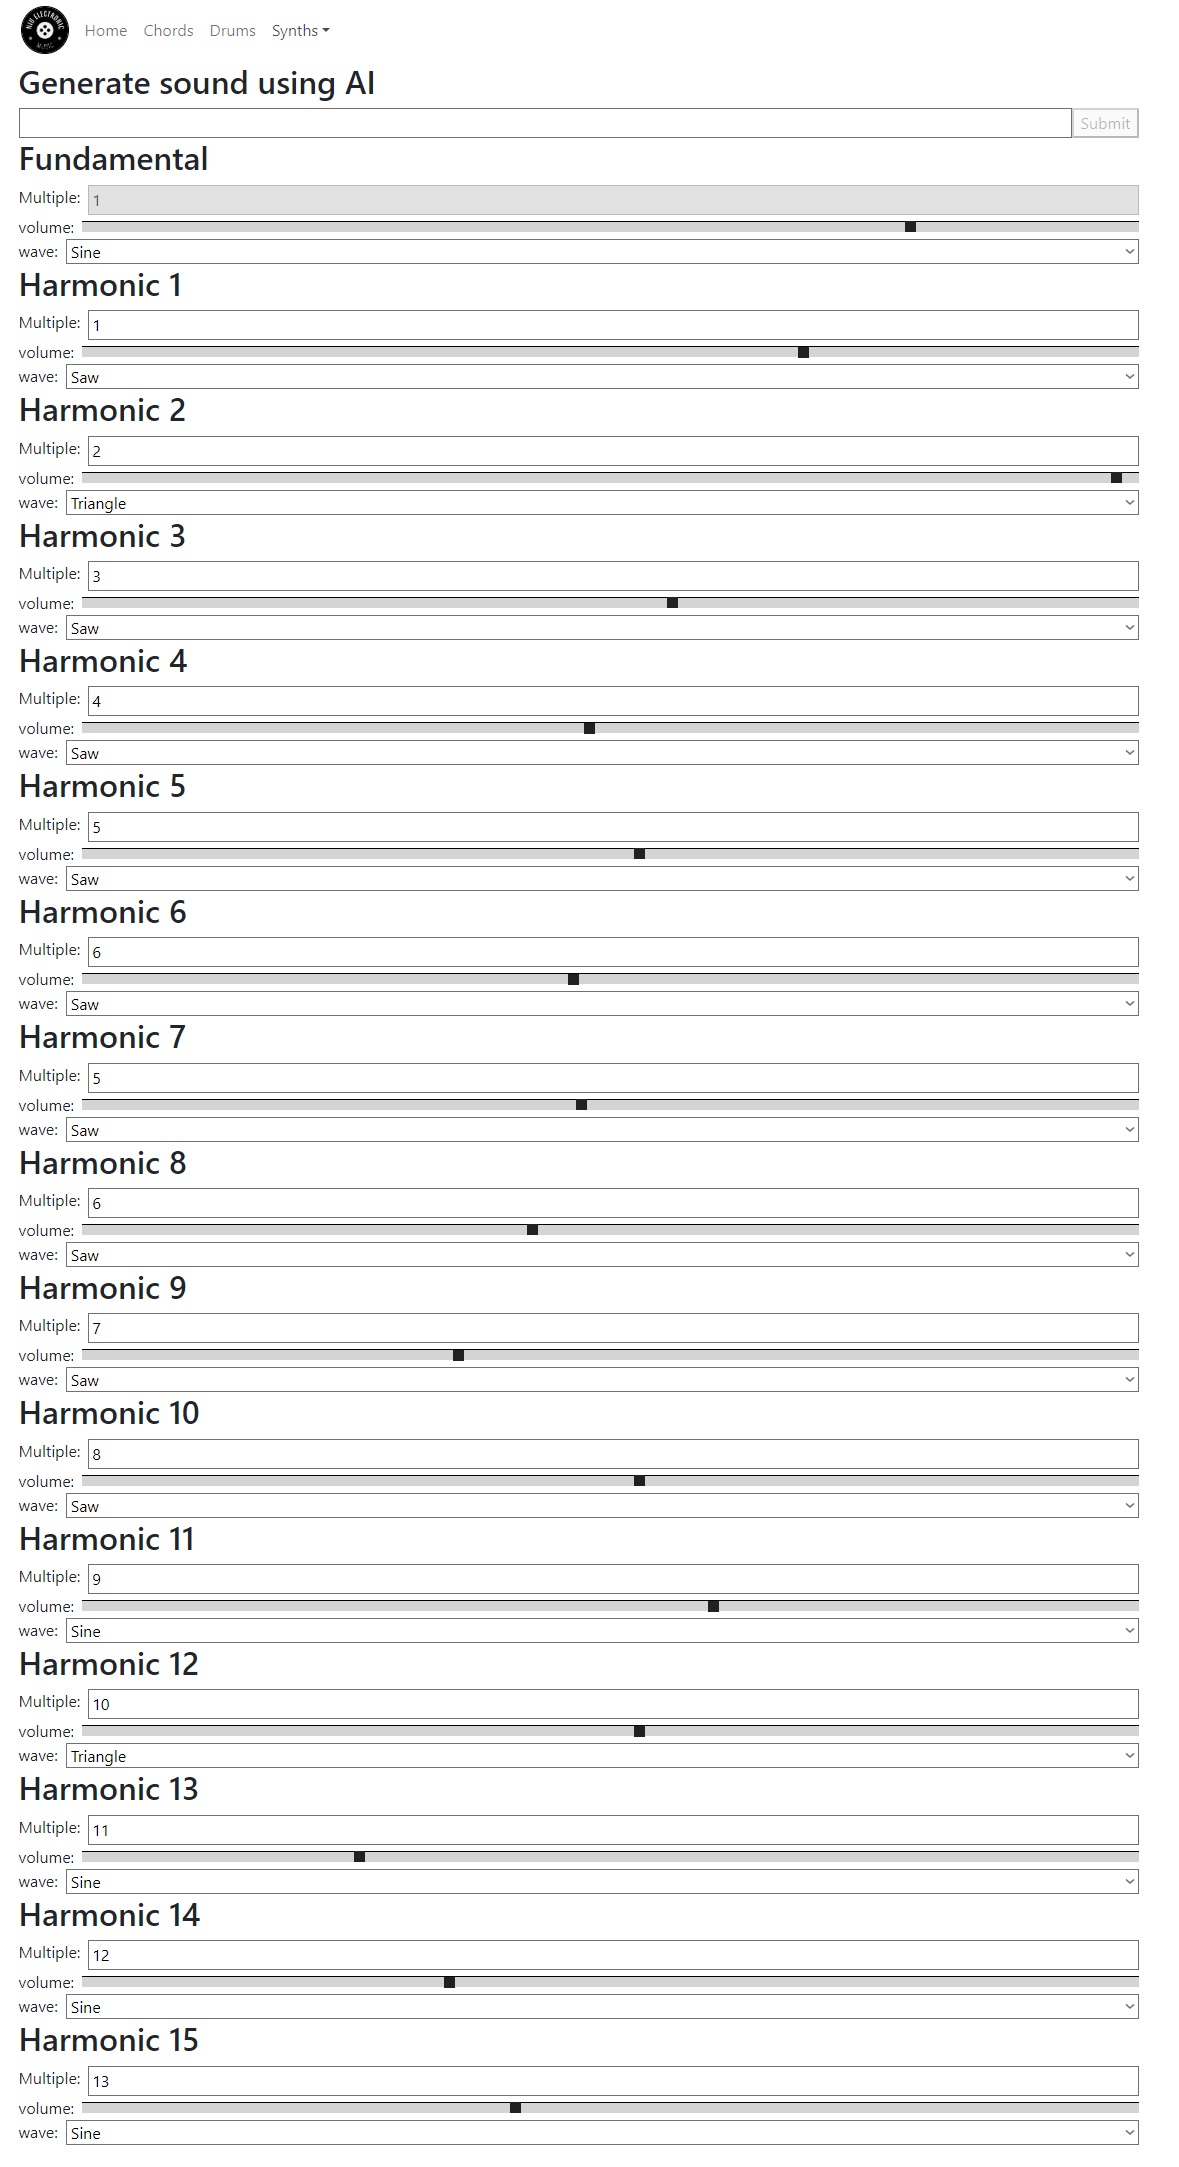 NIU ELECTRONIC
MUSIC
Home Chords Drums Synths
Generate sound using AI
Submit
Fundamental
Multiple: 1
volume:
wave: Sine
Harmonic 1
Multiple: 1
volume:
wave: Saw
Harmonic 2
Multiple: 2
volume:
wave: Triangle
Harmonic 3
Multiple: 3
volume:
wave: Saw
Harmonic 4
Multiple: 4
volume:
wave: Saw
Harmonic 5
Multiple: 5
volume:
wave: Saw
Harmonic 6
Multiple: 6
volume:
wave: Saw
Harmonic 7
Multiple: 5
volume:
wave: Saw
Harmonic 8
Multiple: 6
volume:
wave: Saw
Harmonic 9
Multiple: 7
volume:
wave: Saw
Harmonic 10
Multiple: 8
volume:
wave: Saw
Harmonic 11
Multiple: 9
volume:
wave: Sine
Harmonic 12
Multiple: 10
volume:
wave: Triangle
Harmonic 13
Multiple: 11
volume:
wave: Sine
Harmonic 14
Multiple: 12
volume:
wave: Sine
Harmonic 15
Multiple: 13
volume:
wave: Sine